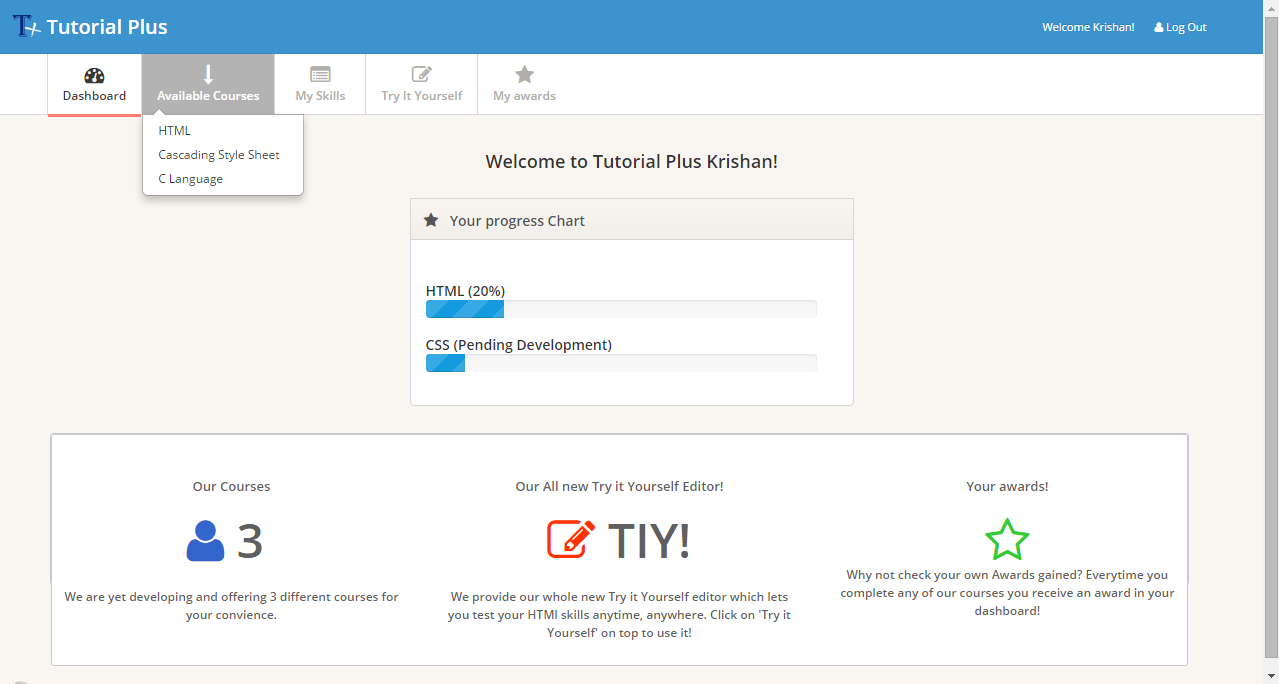 T+ Tutorial Plus
Welcome Krishan!
Log Out
Dashboard
Available Courses
My Skills
Try It Yourself
My awards
HTML
Cascading Style Sheet
C Language
Welcome to Tutorial Plus Krishan!
Your progress Chart
HTML (20%)
CSS (Pending Development)
Our Courses
3
We are yet developing and offering 3 different courses for
your convience.
Our All new Try it Yourself Editor!
TIY!
We provide our whole new Try it Yourself editor which lets
you test your HTMl skills anytime, anywhere. Click on 'Try it
Yourself' on top to use it!
Your awards!
Why not check your own Awards gained? Everytime you
complete any of our courses you receive an award in your
dashboard!